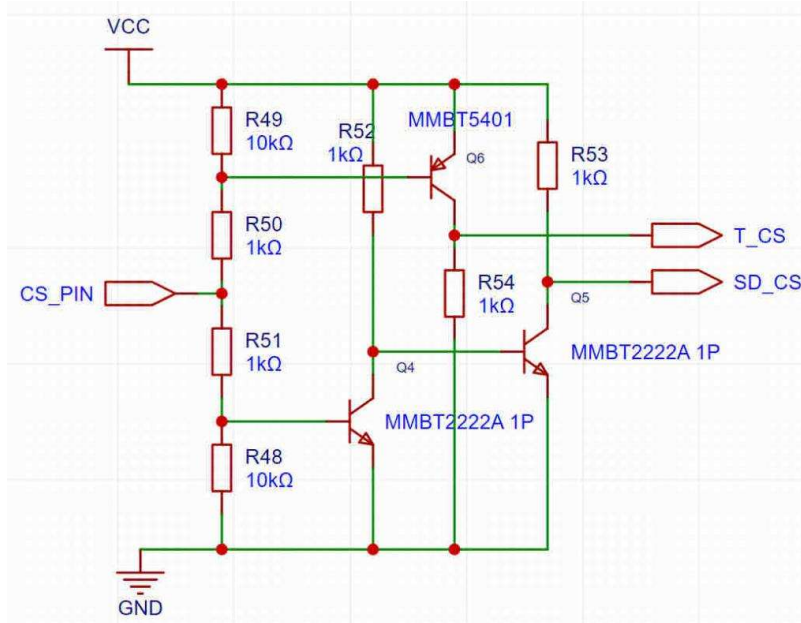 VCC
R49
10kΩ
R52
1kΩ
MMBT5401
Q6
R53
1kΩ
R50
1kΩ
T_CS
CS_PIN
R54
1kΩ
SD_CS
Q5
R51
1kΩ
Q4
MMBT2222A 1P
MMBT2222A 1P
R48
10kΩ
GND